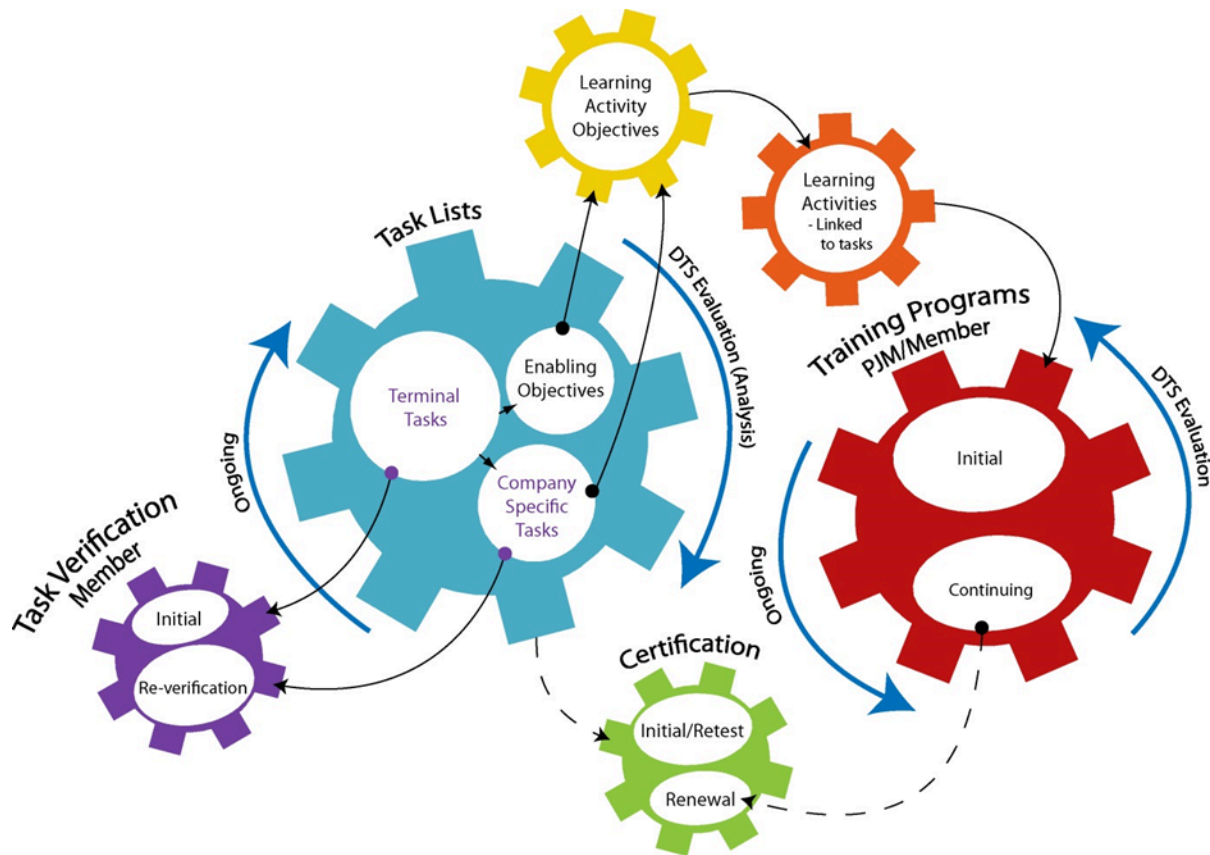 Learning
Activity
Objectives
Learning
Activities
- Linked
to tasks
Task Lists
DTS Evaluation (Analysis)
Terminal
Tasks
Enabling
Objectives
Company
Specific
Tasks
Ongoing
Training Programs
PJM/Member
DTS Evaluation
Initial
Continuing
Ongoing
Task Verification
Member
Initial
Re-verification
Certification
Initial/Retest
Renewal